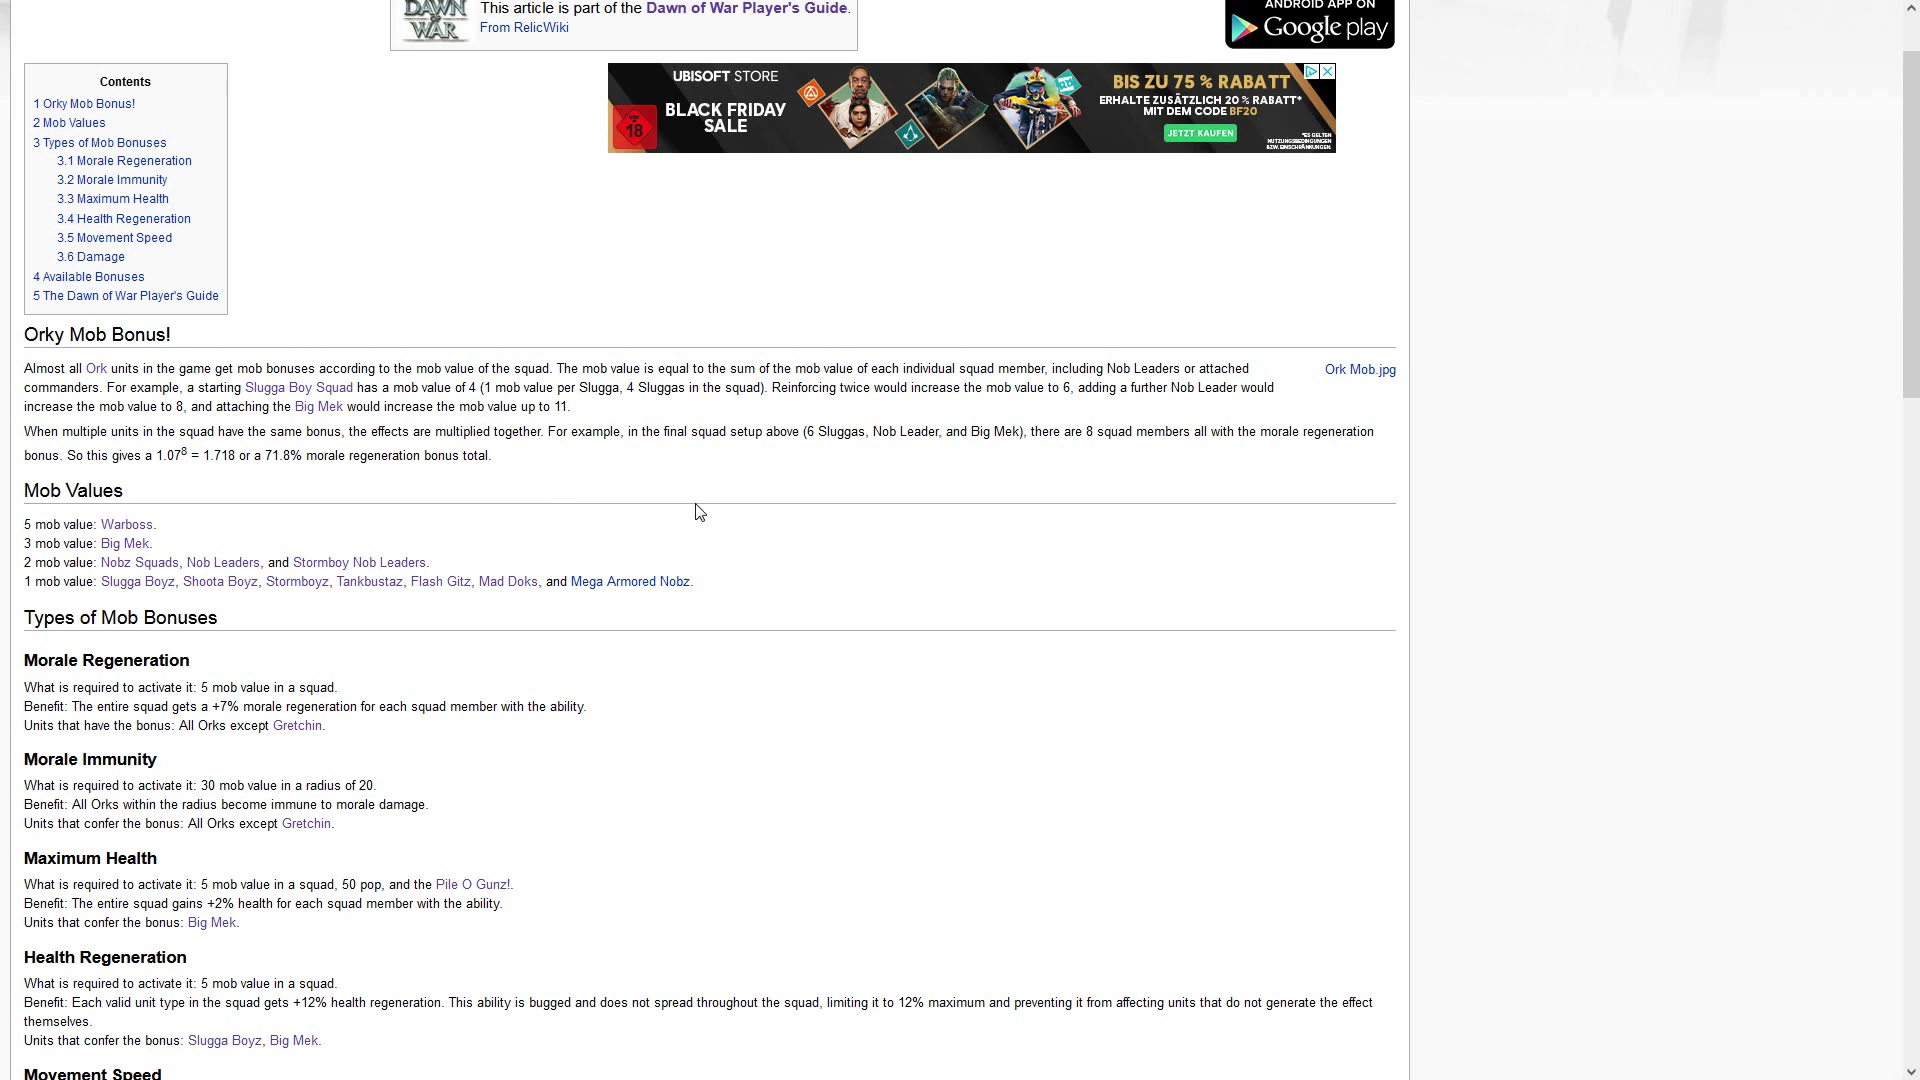 DAWN
OF
WAR
This article is part of the Dawn of War Player's Guide.
From RelicWiki
ANDROID APP ON
Google play
Contents
1 Orky Mob Bonus!
2 Mob Values
3 Types of Mob Bonuses
3.1 Morale Regeneration
3.2 Morale Immunity
3.3 Maximum Health
3.4 Health Regeneration
3.5 Movement Speed
3.6 Damage
4 Available Bonuses
5 The Dawn of War Player's Guide
UBISOFT STORE
18
BLACK FRIDAY
SALE
BIS ZU 75 % RABATT
ERHALTE ZUSÄTZLICH 20 % RABATT*
MIT DEM CODE BF20
JETZT KAUFEN
*ES GELTEN
NUTZUNGSBEDINGUNGEN
BZW. EINSCHRÄNKUNGEN.
Orky Mob Bonus!
Almost all Ork units in the game get mob bonuses according to the mob value of the squad. The mob value is equal to the sum of the mob value of each individual squad member, including Nob Leaders or attached
commanders. For example, a starting Slugga Boy Squad has a mob value of 4 (1 mob value per Slugga, 4 Sluggas in the squad). Reinforcing twice would increase the mob value to 6, adding a further Nob Leader would
increase the mob value to 8, and attaching the Big Mek would increase the mob value up to 11.
Ork Mob.jpg
When multiple units in the squad have the same bonus, the effects are multiplied together. For example, in the final squad setup above (6 Sluggas, Nob Leader, and Big Mek), there are 8 squad members all with the morale regeneration
bonus. So this gives a 1.07⁸ = 1.718 or a 71.8% morale regeneration bonus total.
Mob Values
5 mob value: Warboss.
3 mob value: Big Mek.
2 mob value: Nobz Squads, Nob Leaders, and Stormboy Nob Leaders.
1 mob value: Slugga Boyz, Shoota Boyz, Stormboyz, Tankbustaz, Flash Gitz, Mad Doks, and Mega Armored Nobz.
Types of Mob Bonuses
Morale Regeneration
What is required to activate it: 5 mob value in a squad.
Benefit: The entire squad gets a +7% morale regeneration for each squad member with the ability.
Units that have the bonus: All Orks except Gretchin.
Morale Immunity
What is required to activate it: 30 mob value in a radius of 20.
Benefit: All Orks within the radius become immune to morale damage.
Units that confer the bonus: All Orks except Gretchin.
Maximum Health
What is required to activate it: 5 mob value in a squad, 50 pop, and the Pile O Gunz!.
Benefit: The entire squad gains +2% health for each squad member with the ability.
Units that confer the bonus: Big Mek.
Health Regeneration
What is required to activate it: 5 mob value in a squad.
Benefit: Each valid unit type in the squad gets +12% health regeneration. This ability is bugged and does not spread throughout the squad, limiting it to 12% maximum and preventing it from affecting units that do not generate the effect
themselves.
Units that confer the bonus: Slugga Boyz, Big Mek.
Movement Speed